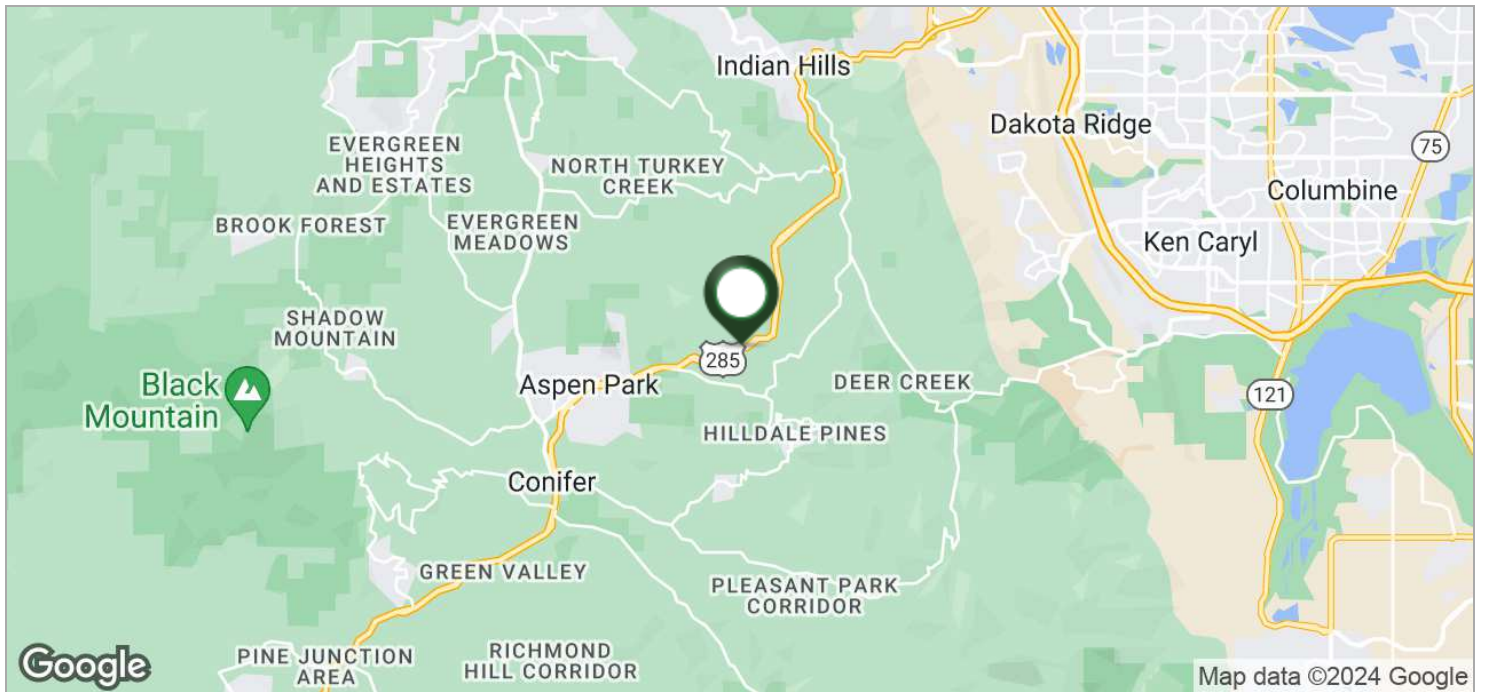 Indian Hills
Dakota Ridge
75
EVERGREEN
HEIGHTS
AND ESTATES
NORTH TURKEY
CREEK
Columbine
BROOK FOREST
EVERGREEN
MEADOWS
Ken Caryl
SHADOW
MOUNTAIN
285
Black
Mountain
Aspen Park
DEER CREEK
121
HILLDALE PINES
Conifer
GREEN VALLEY
PLEASANT PARK
CORRIDOR
PINE JUNCTION
AREA
RICHMOND
HILL CORRIDOR
Google
Map data ©2024 Google